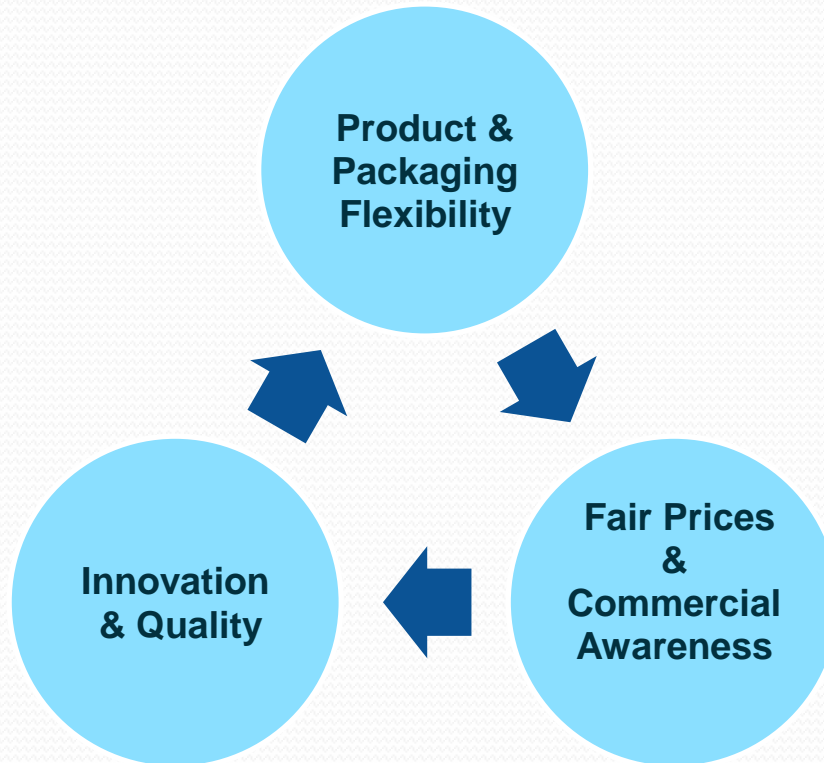 Product &
Packaging
Flexibility
Fair Prices
&
Commercial
Awareness
Innovation
& Quality